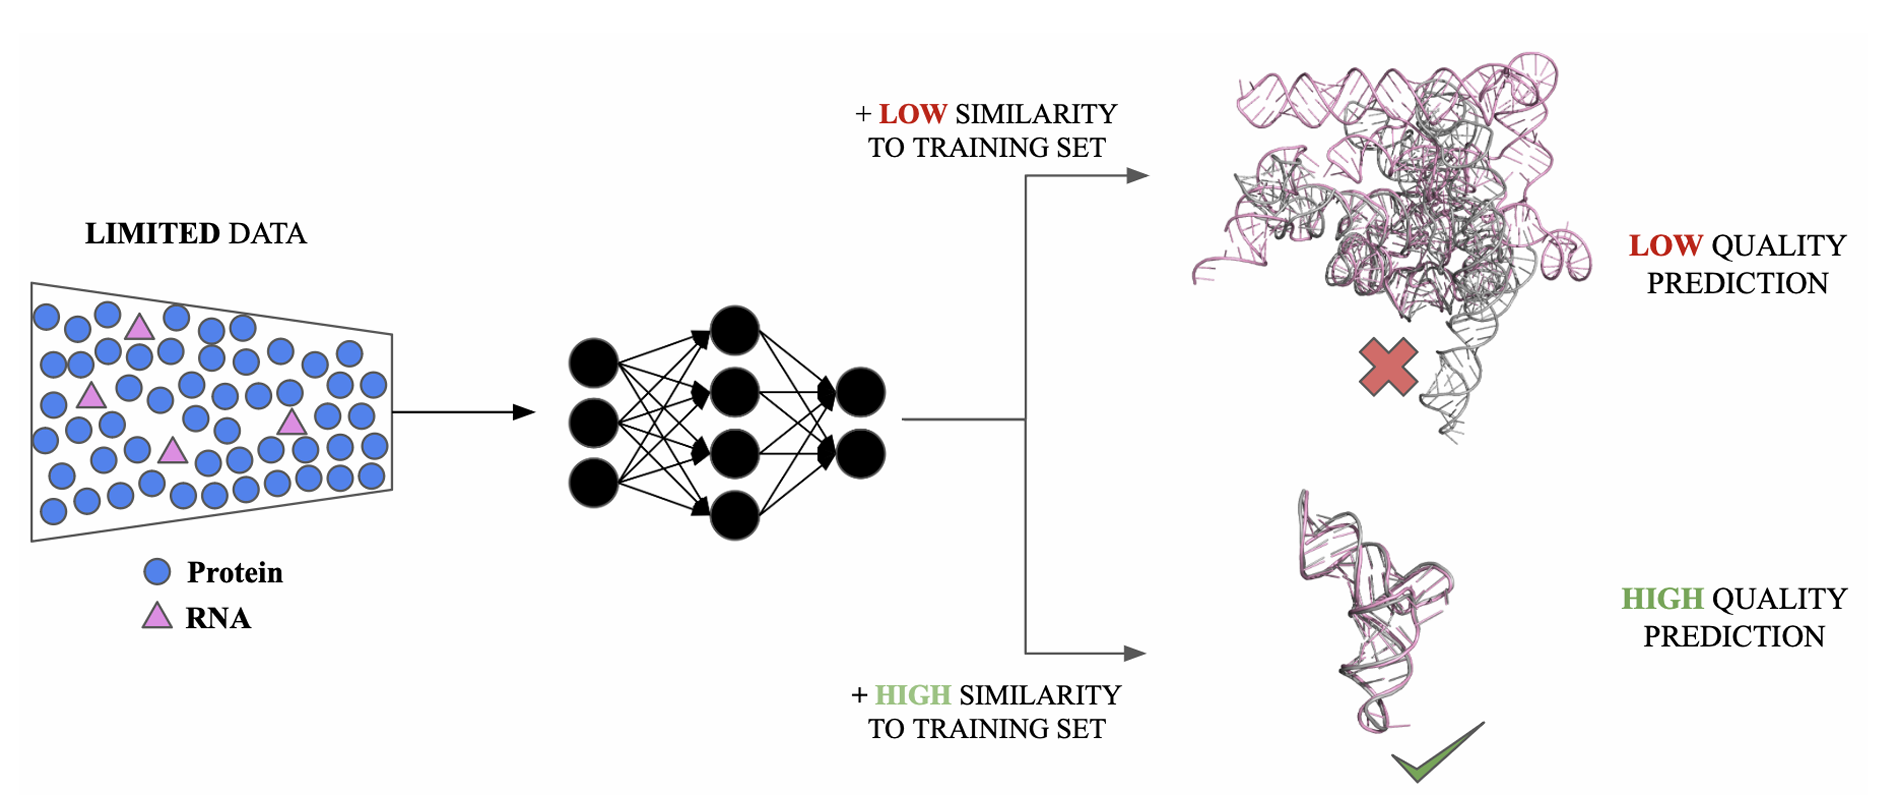 LIMITED DATA
Protein
RNA
+ LOW SIMILARITY
TO TRAINING SET
LOW QUALITY
PREDICTION
+ HIGH SIMILARITY
TO TRAINING SET
HIGH QUALITY
PREDICTION